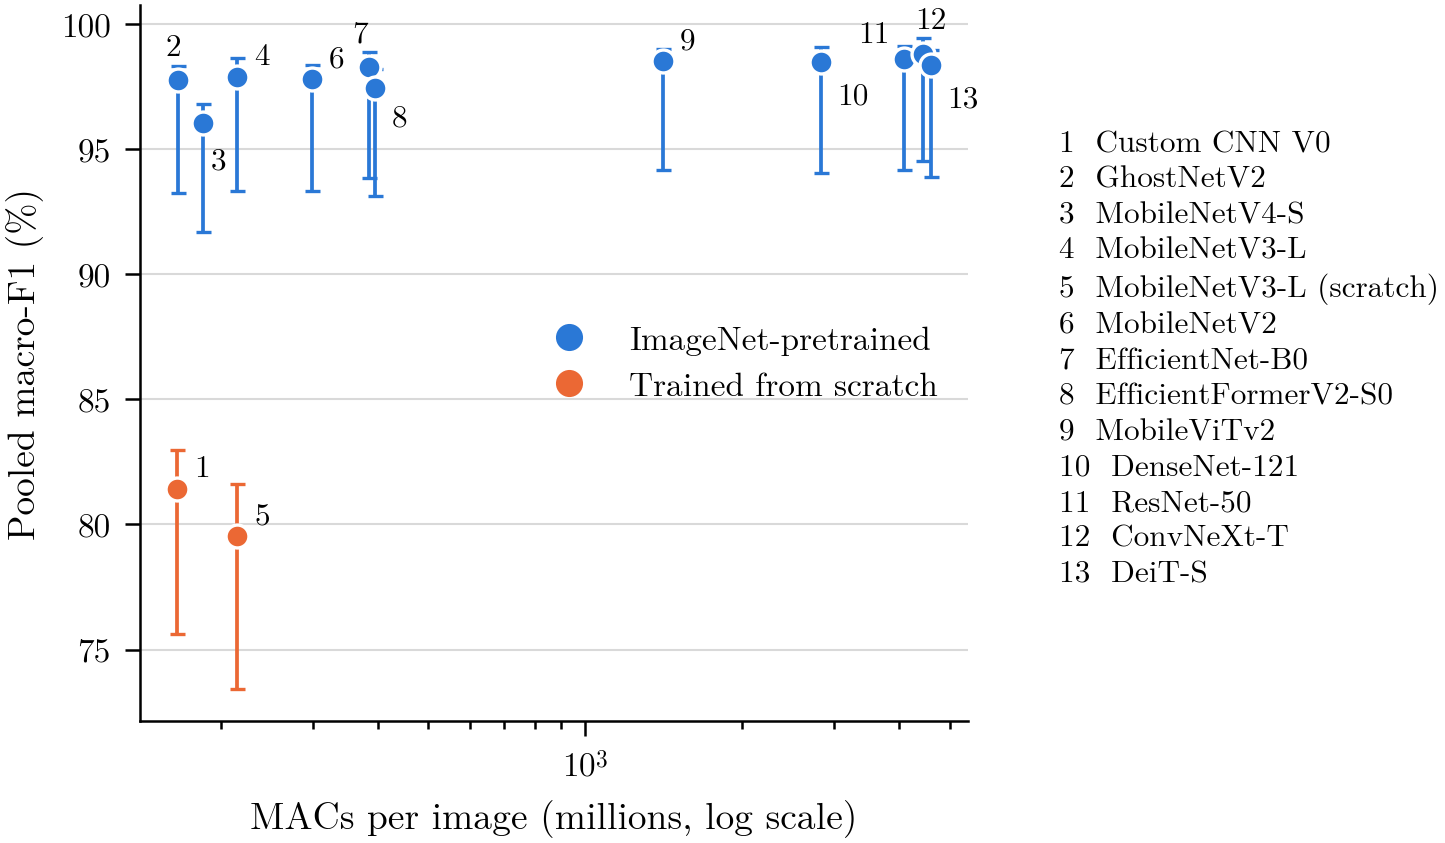 100
95
90
85
80
75
Pooled macro-F1 (%)
2
3
4
6
7
8
9
10
11
12
13
1
5
ImageNet-pretrained
Trained from scratch
10³
MACs per image (millions, log scale)
1 Custom CNN V0
2 GhostNetV2
3 MobileNetV4-S
4 MobileNetV3-L
5 MobileNetV3-L (scratch)
6 MobileNetV2
7 EfficientNet-B0
8 EfficientFormerV2-S0
9 MobileViTv2
10 DenseNet-121
11 ResNet-50
12 ConvNeXt-T
13 DeiT-S